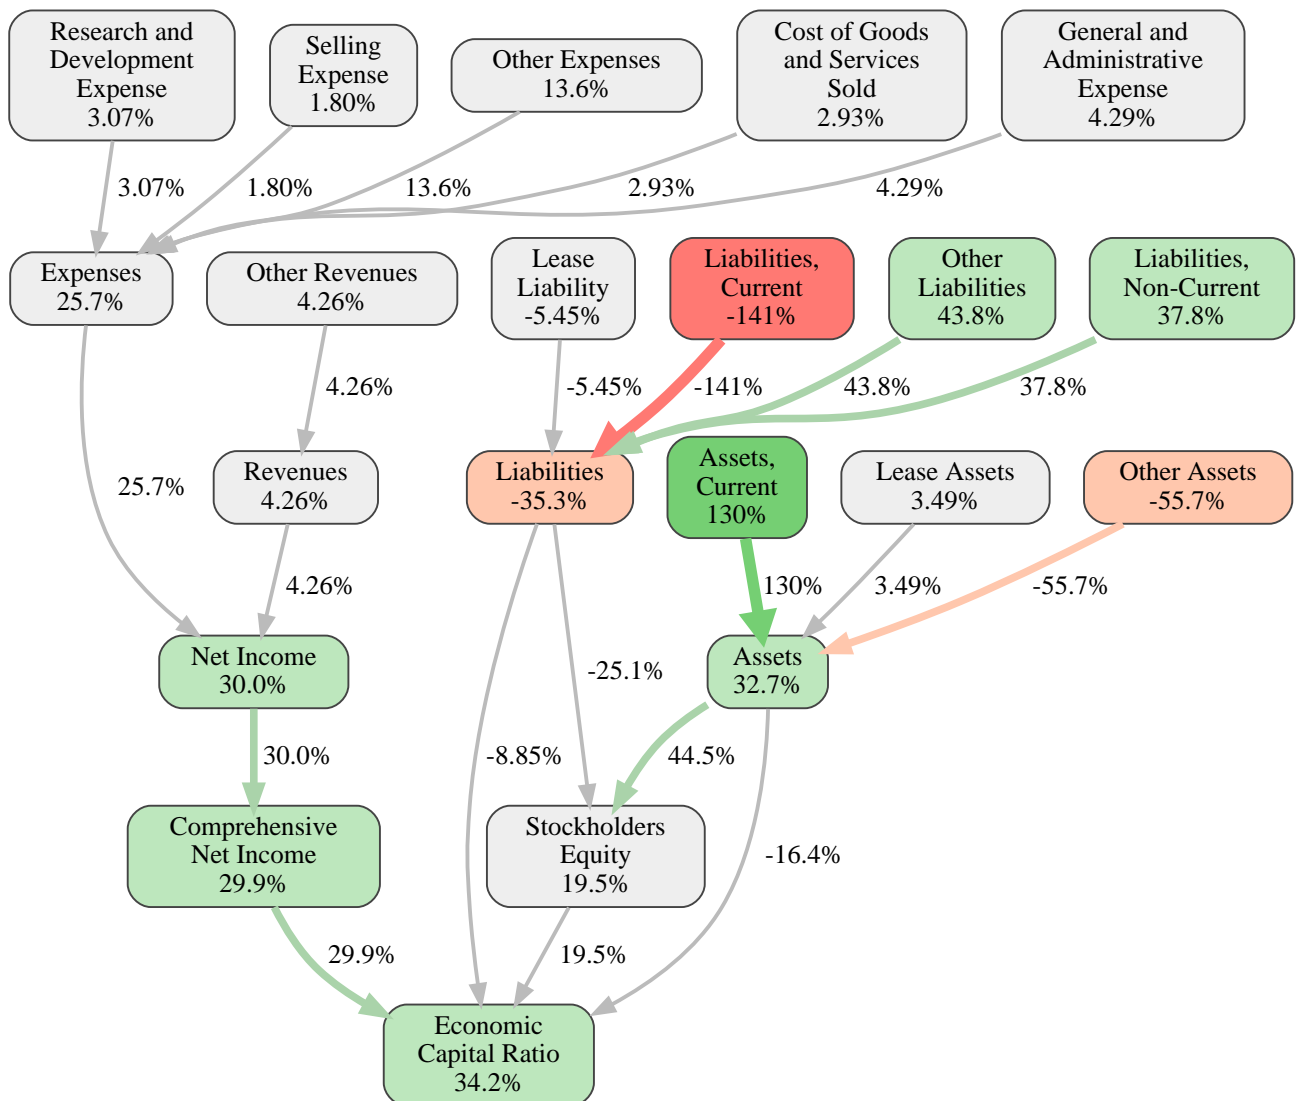 Research and
Development
Expense
3.07%
Selling
Expense
1.80%
Other Expenses
13.6%
Cost of Goods
and Services
Sold
2.93%
General and
Administrative
Expense
4.29%
3.07%
1.80%
13.6%
2.93%
4.29%
Expenses
25.7%
Other Revenues
4.26%
Lease
Liability
-5.45%
Liabilities,
Current
-141%
Other
Liabilities
43.8%
Liabilities,
Non-Current
37.8%
4.26%
-5.45%
-141%
43.8%
37.8%
25.7%
Revenues
4.26%
Liabilities
-35.3%
Assets,
Current
130%
Lease Assets
3.49%
Other Assets
-55.7%
4.26%
130%
3.49%
-55.7%
Net Income
30.0%
-25.1%
Assets
32.7%
30.0%
-8.85%
44.5%
Comprehensive
Net Income
29.9%
Stockholders
Equity
19.5%
-16.4%
29.9%
19.5%
Economic
Capital Ratio
34.2%